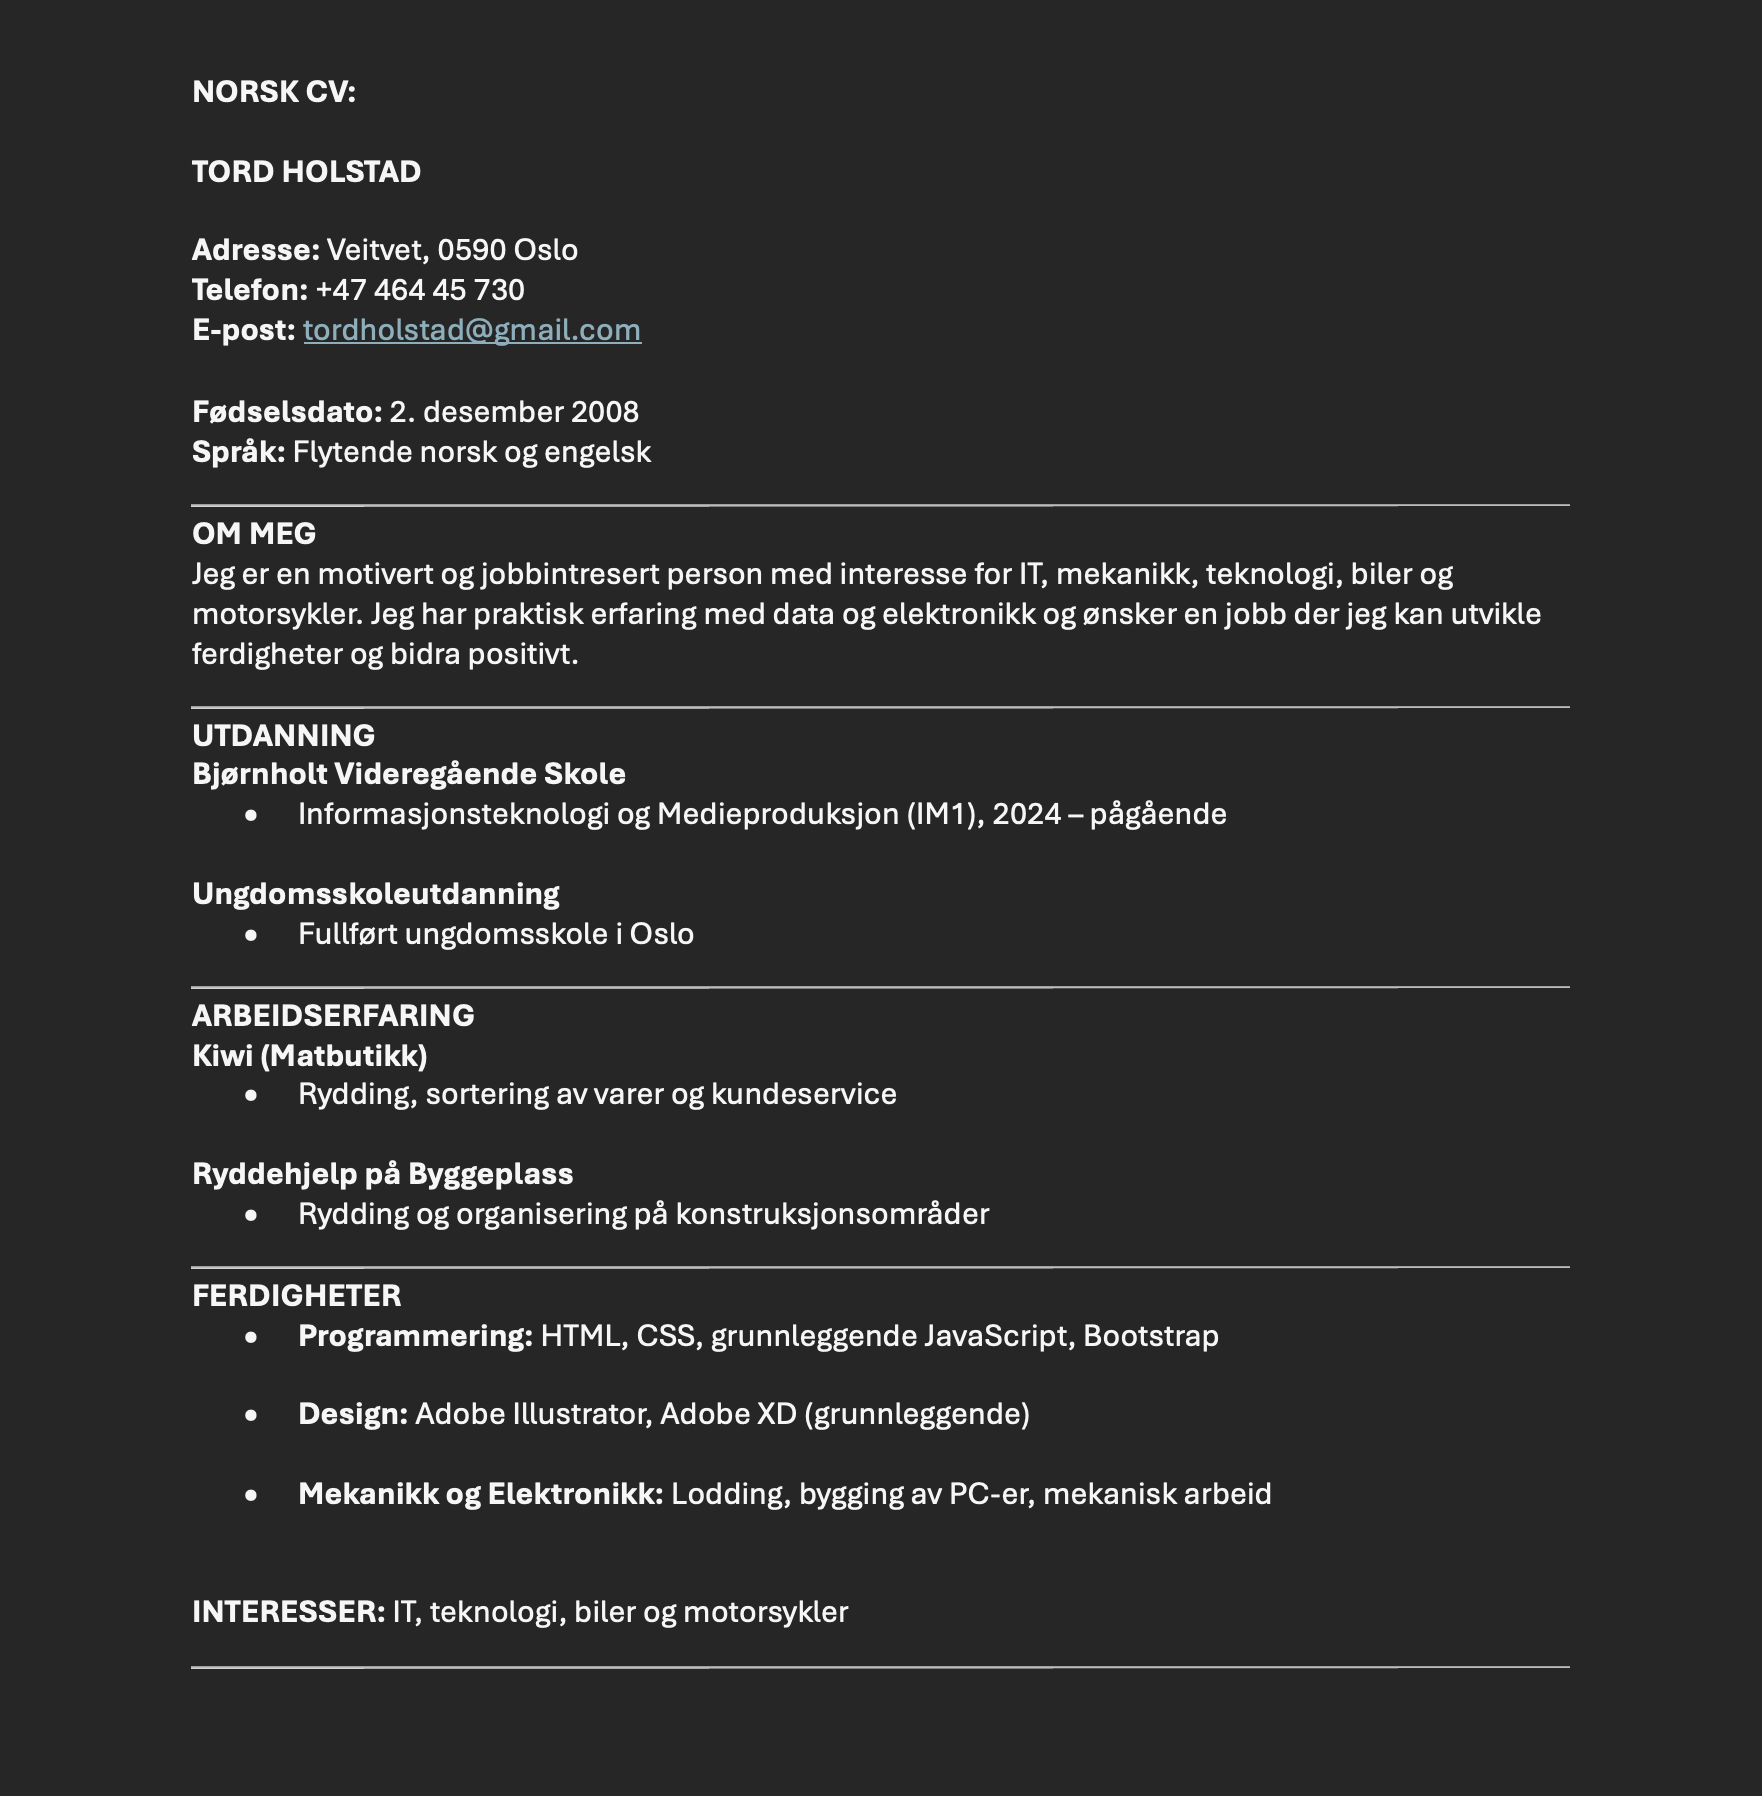 NORSK CV:
TORD HOLSTAD
Adresse: Veitvet, 0590 Oslo
Telefon: +47 464 45 730
E-post: tordholstad@gmail.com
Fødselsdato: 2. desember 2008
Språk: Flytende norsk og engelsk
OM MEG
Jeg er en motivert og jobbintresert person med interesse for IT, mekanikk, teknologi, biler og
motorsykler. Jeg har praktisk erfaring med data og elektronikk og ønsker en jobb der jeg kan utvikle
ferdigheter og bidra positivt.
UTDANNING
Bjørnholt Videregående Skole
• Informasjonsteknologi og Medieproduksjon (IM1), 2024 – pågående
Ungdomsskoleutdanning
• Fullført ungdomsskole i Oslo
ARBEIDSERFARING
Kiwi (Matbutikk)
• Rydding, sortering av varer og kundeservice
Ryddehjelp på Byggeplass
• Rydding og organisering på konstruksjonsområder
FERDIGHETER
• Programmering: HTML, CSS, grunnleggende JavaScript, Bootstrap
• Design: Adobe Illustrator, Adobe XD (grunnleggende)
• Mekanikk og Elektronikk: Lodding, bygging av PC-er, mekanisk arbeid
INTERESSER: IT, teknologi, biler og motorsykler